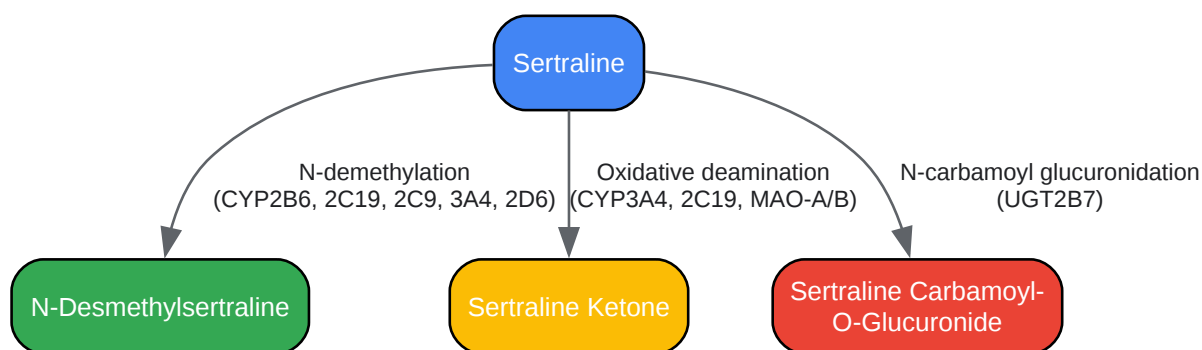 Sertraline
N-demethylation
(CYP2B6, 2C19, 2C9, 3A4, 2D6)
Oxidative deamination
(CYP3A4, 2C19, MAO-A/B)
N-carbamoyl glucuronidation
(UGT2B7)
N-Desmethylsertraline
Sertraline Ketone
Sertraline Carbamoyl-
O-Glucuronide